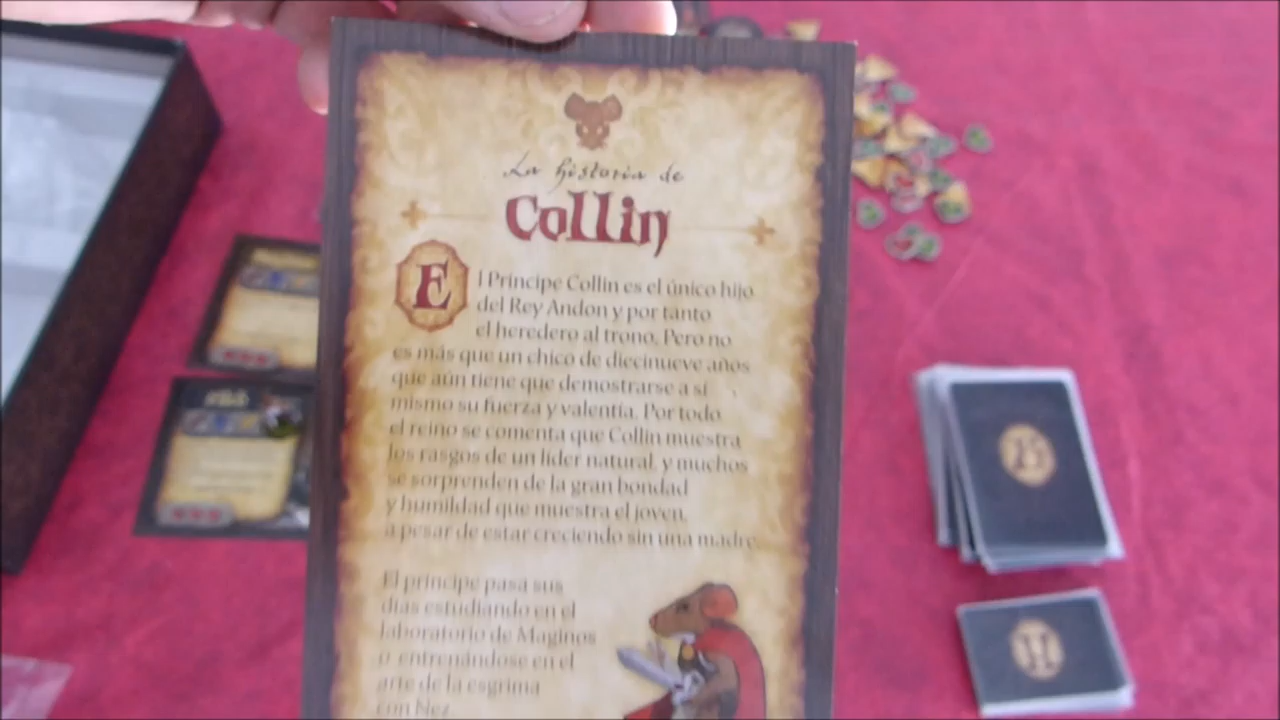 La historia de
Collin
El Príncipe Collin es el único hijo
del Rey Andon y por tanto
el heredero al trono. Pero no
es más que un chico de diecinueve años
que aún tiene que demostrarse a sí
mismo su fuerza y valentía. Por todo
el reino se comenta que Collin muestra
los rasgos de un líder natural, y muchos
se sorprenden de la gran bondad
y humildad que muestra el joven,
a pesar de estar creciendo sin una madre.
El príncipe pasa sus
días estudiando en el
laboratorio de Maginos
o entrenándose en el
arte de la esgrima
con Nez.